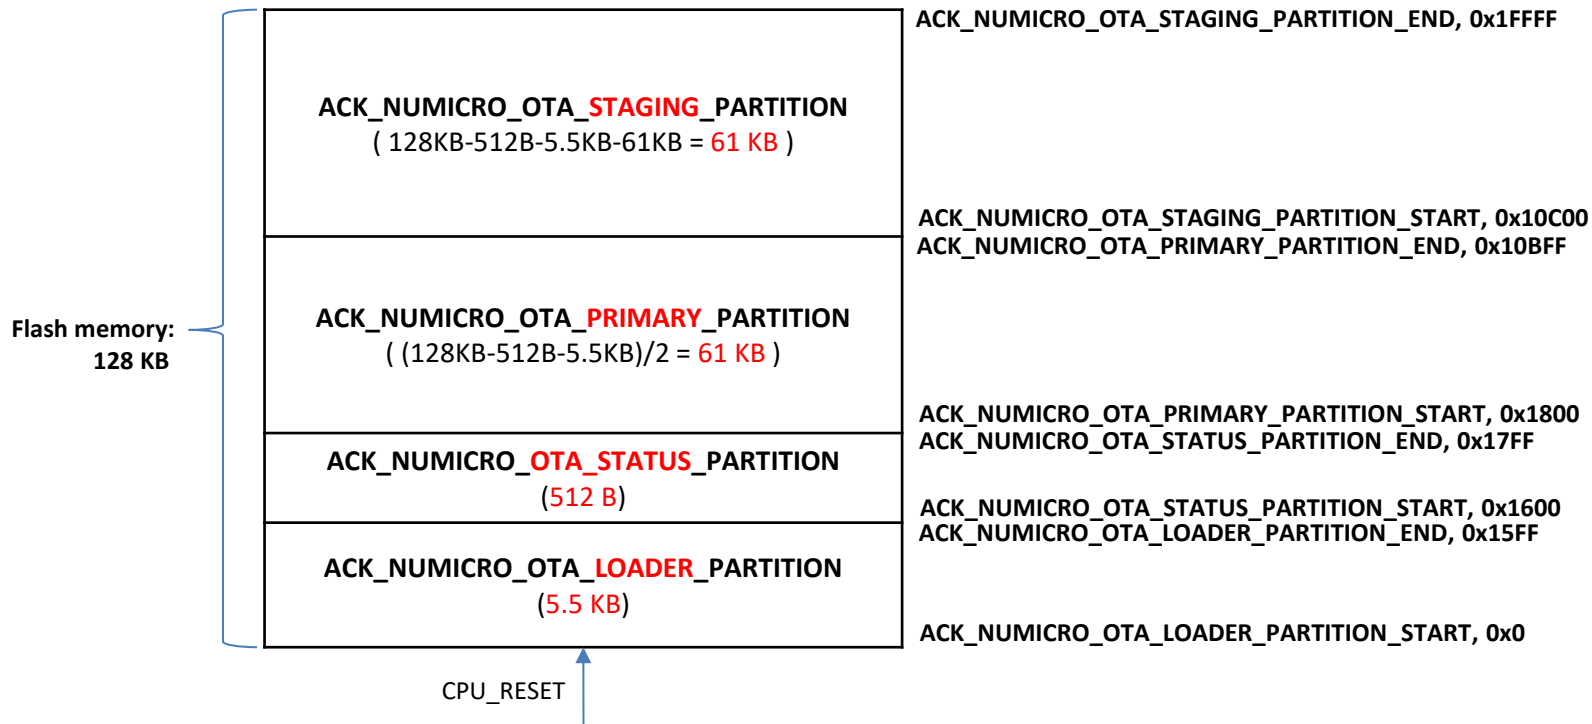 ACK_NUMICRO_OTA_STAGING_PARTITION_END, 0x1FFFF
ACK_NUMICRO_OTA_STAGING_PARTITION
( 128KB-512B-5.5KB-61KB = 61 KB )
ACK_NUMICRO_OTA_STAGING_PARTITION_START, 0x10C00
ACK_NUMICRO_OTA_PRIMARY_PARTITION_END, 0x10BFF
Flash memory:
128 KB
ACK_NUMICRO_OTA_PRIMARY_PARTITION
( (128KB-512B-5.5KB)/2 = 61 KB )
ACK_NUMICRO_OTA_PRIMARY_PARTITION_START, 0x1800
ACK_NUMICRO_OTA_STATUS_PARTITION_END, 0x17FF
ACK_NUMICRO_OTA_STATUS_PARTITION
(512 B)
ACK_NUMICRO_OTA_STATUS_PARTITION_START, 0x1600
ACK_NUMICRO_OTA_LOADER_PARTITION_END, 0x15FF
ACK_NUMICRO_OTA_LOADER_PARTITION
(5.5 KB)
ACK_NUMICRO_OTA_LOADER_PARTITION_START, 0x0
CPU_RESET